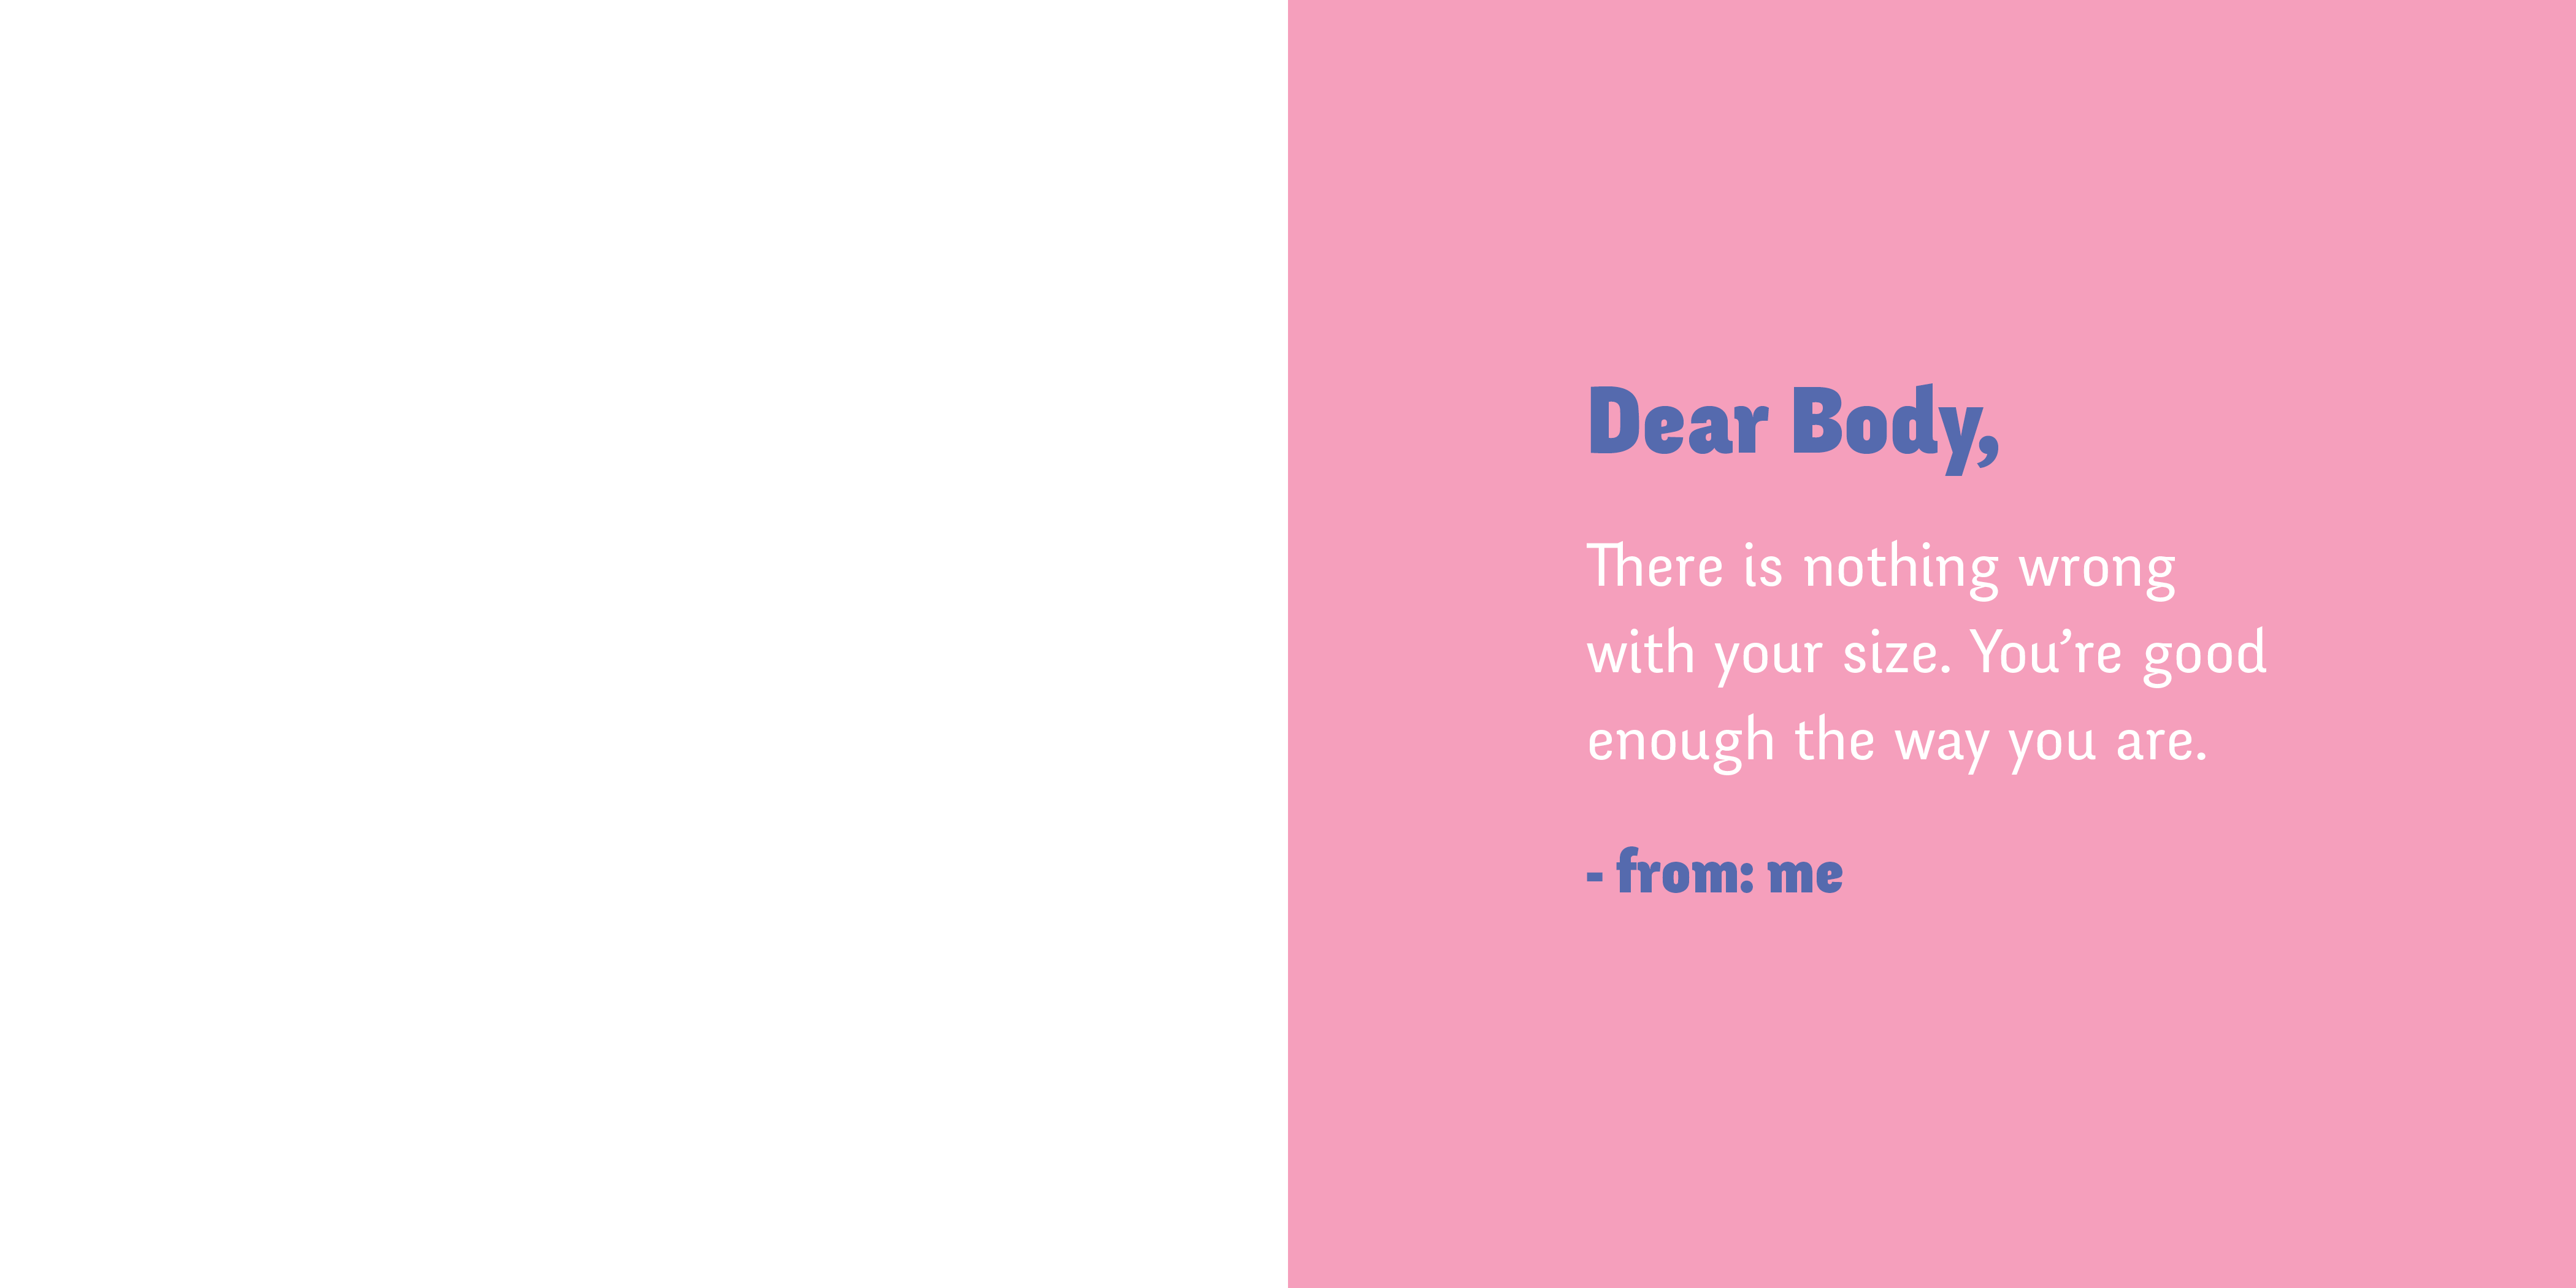 Dear Body,
There is nothing wrong
with your size. You’re good
enough the way you are.
- from: me